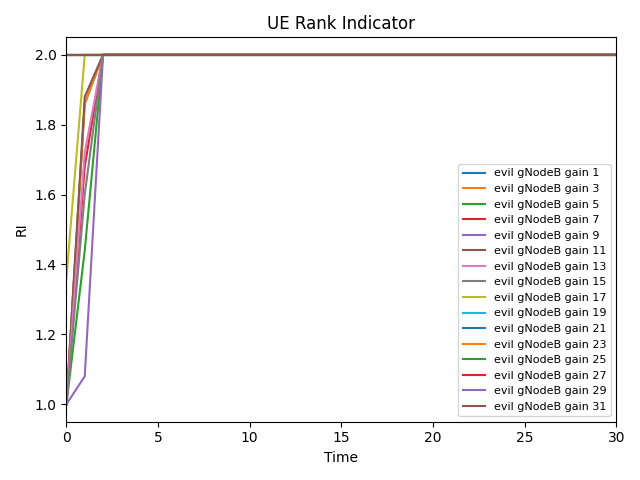 UE Rank Indicator
2.0
1.8
1.6
1.4
1.2
1.0
RI
0
5
10
15
20
25
30
Time
evil gNodeB gain 1
evil gNodeB gain 3
evil gNodeB gain 5
evil gNodeB gain 7
evil gNodeB gain 9
evil gNodeB gain 11
evil gNodeB gain 13
evil gNodeB gain 15
evil gNodeB gain 17
evil gNodeB gain 19
evil gNodeB gain 21
evil gNodeB gain 23
evil gNodeB gain 25
evil gNodeB gain 27
evil gNodeB gain 29
evil gNodeB gain 31